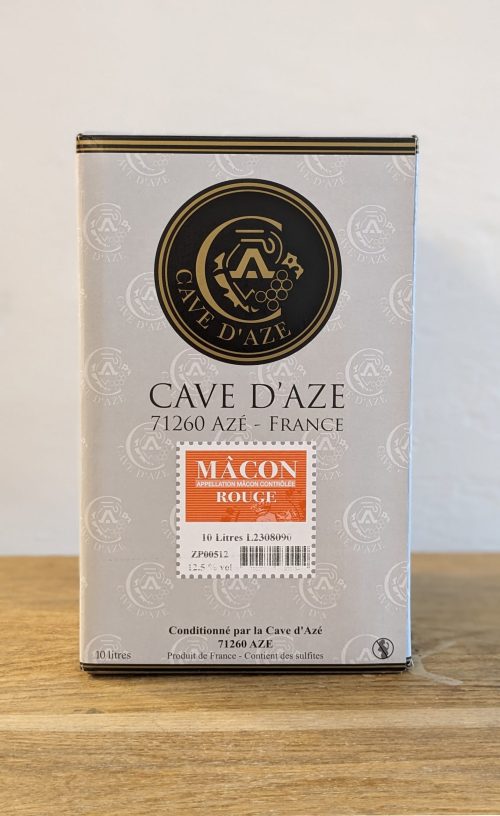 CAVE D'AZE
CAVE D'AZE
71260 AZÉ - FRANCE
MÂCON
APPELLATION MÂCON CONTRÔLÉE
ROUGE
10 Litres L2308090
ZP00512
12.5 % vol
Conditionné par la Cave d'Azé
71260 AZE
10 litres
Produit de France - Contient des sulfites